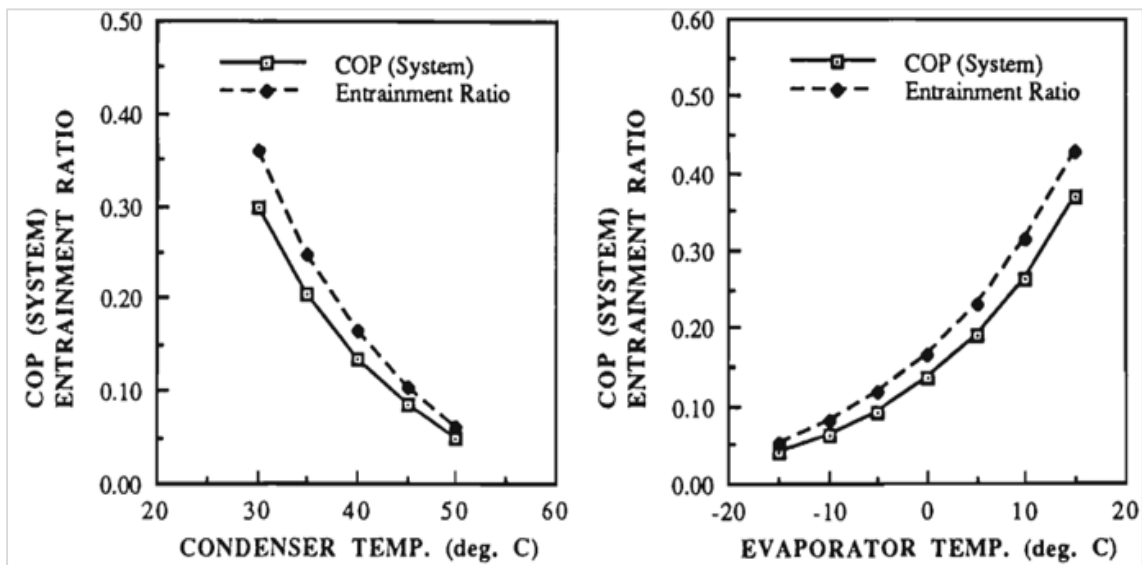 0.50
0.40
0.30
0.20
0.10
0.00
COP (SYSTEM)
ENTRAINMENT RATIO
COP (System)
Entrainment Ratio
20 30 40 50 60
CONDENSER TEMP. (deg. C)
0.60
0.50
0.40
0.30
0.20
0.10
0.00
COP (SYSTEM)
ENTRAINMENT RATIO
COP (System)
Entrainment Ratio
-20 -10 0 10 20
EVAPORATOR TEMP. (deg. C)